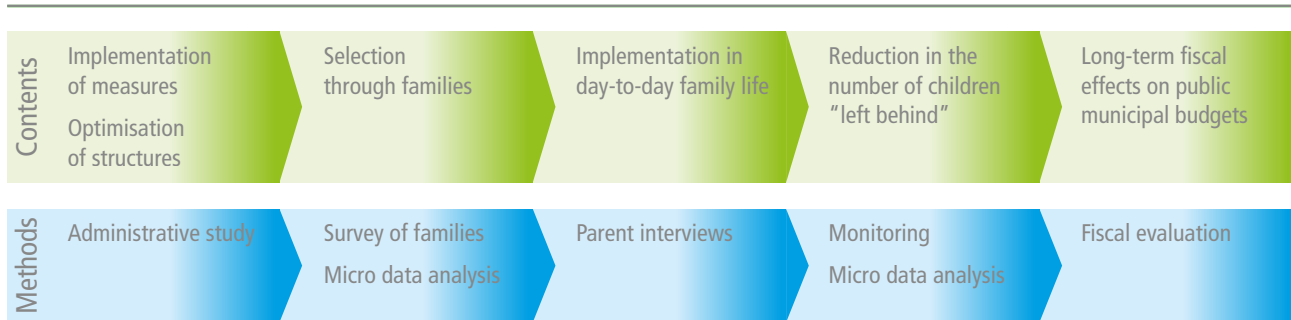 Contents
Implementation
of measures
Optimisation
of structures
Selection
through families
Implementation in
day-to-day family life
Reduction in the
number of children
“left behind”
Long-term fiscal
effects on public
municipal budgets
Methods
Administrative study
Survey of families
Micro data analysis
Parent interviews
Monitoring
Micro data analysis
Fiscal evaluation